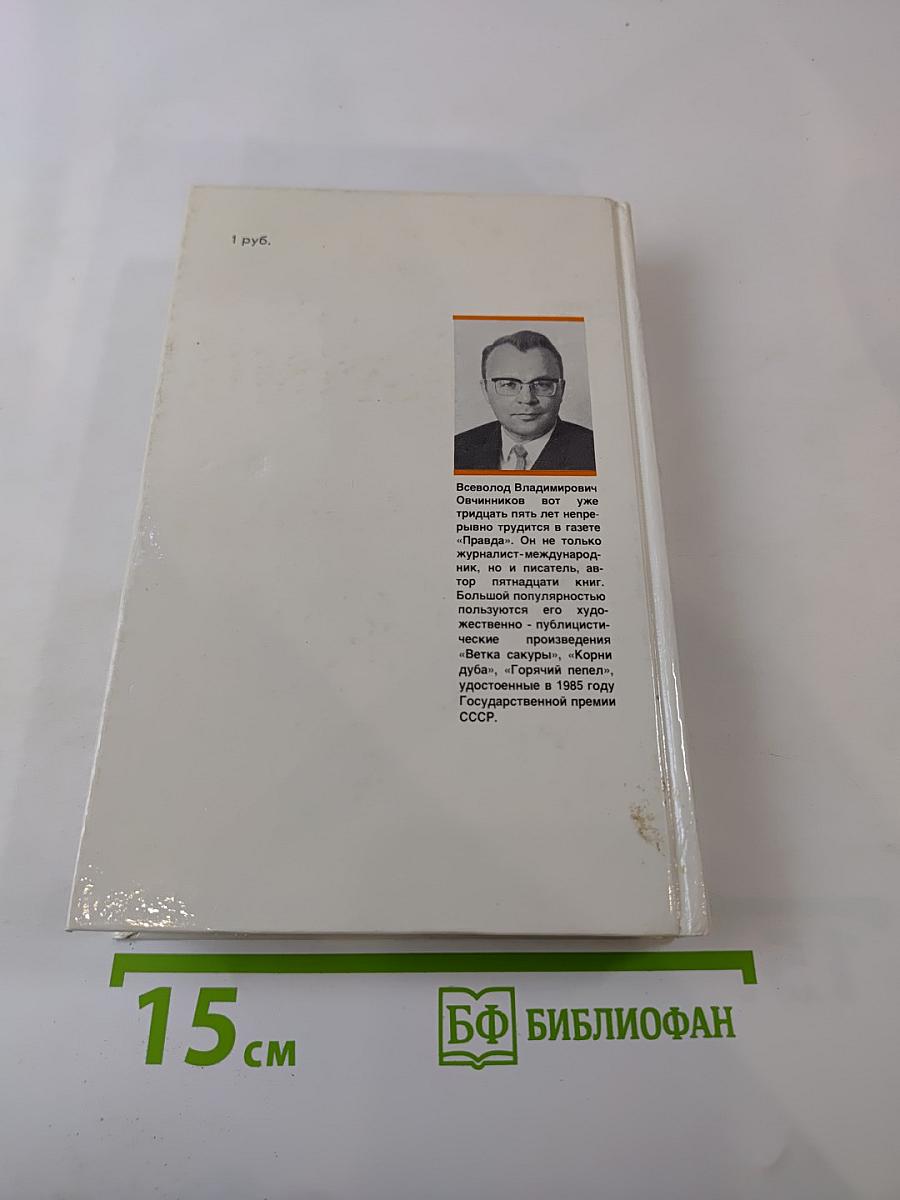 1 руб.
Всеволод Владимирович
Овчинников вот уже
тридцать пять лет непре-
рывно трудится в газете
«Правда». Он не только
журналист-международ-
ник, но и писатель, ав-
тор пятнадцати книг.
Большой популярностью
пользуются его худо-
жественно - публицисти-
ческие произведения
«Ветка сакуры», «Корни
дуба», «Горячий пепел»,
удостоенные в 1985 году
Государственной премии
СССР.
15 см
БФ БИБЛИОФАН